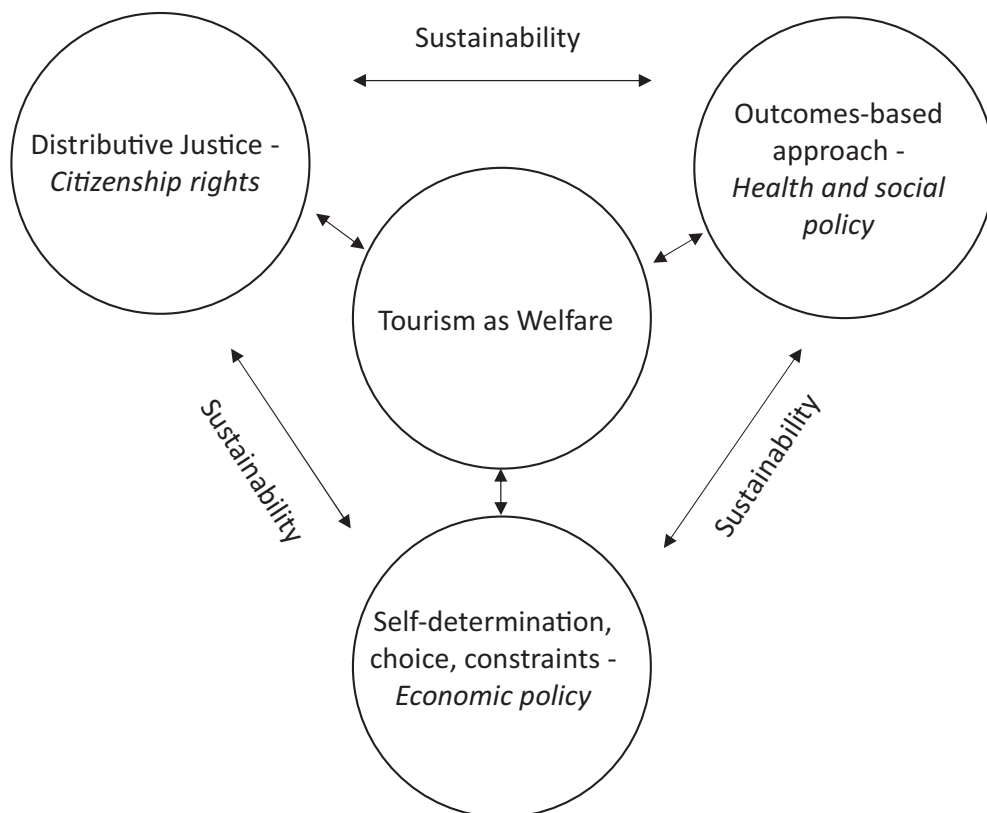 Sustainability
Distributive Justice -
Citizenship rights
Outcomes-based
approach -
Health and social
policy
Tourism as Welfare
Sustainability
Sustainability
Self-determination,
choice, constraints -
Economic policy